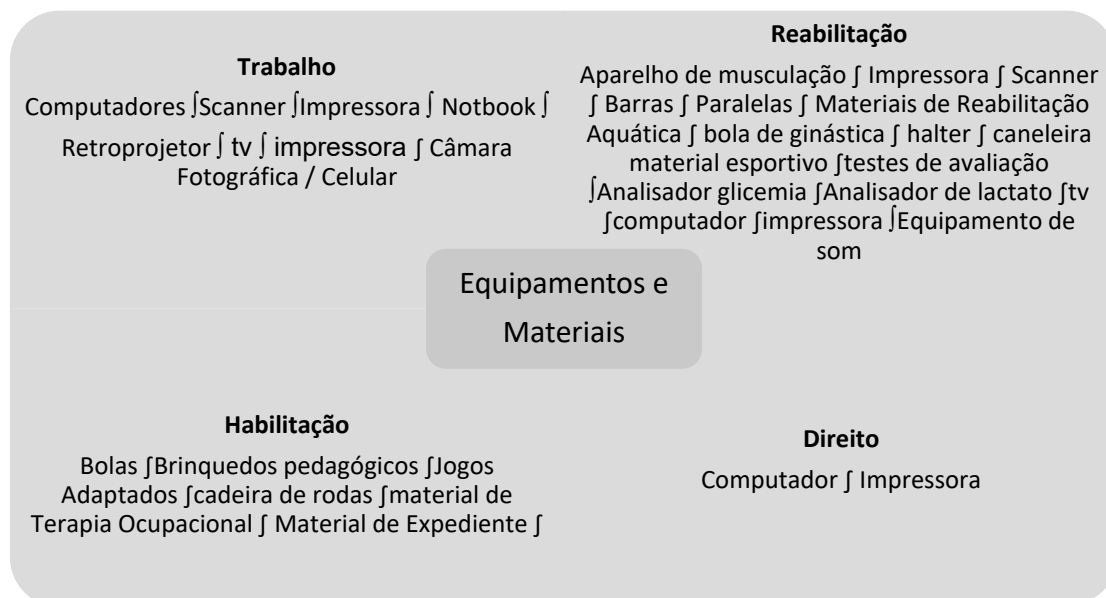 Trabalho
Computadores ∫Scanner ∫Impressora ∫ Notbook ∫
Retroprojetor ∫ tv ∫ impressora ∫ Câmara
Fotográfica / Celular
Reabilitação
Aparelho de musculação ∫ Impressora ∫ Scanner
∫ Barras ∫ Paralelas ∫ Materiais de Reabilitação
Aquática ∫ bola de ginástica ∫ halter ∫ caneleira
material esportivo ∫testes de avaliação
∫Analisador glicemia ∫Analisador de lactato ∫tv
∫computador ∫impressora ∫Equipamento de
som
Equipamentos e
Materiais
Habilitação
Bolas ∫Brinquedos pedagógicos ∫Jogos
Adaptados ∫cadeira de rodas ∫material de
Terapia Ocupacional ∫ Material de Expediente ∫
Direito
Computador ∫ Impressora